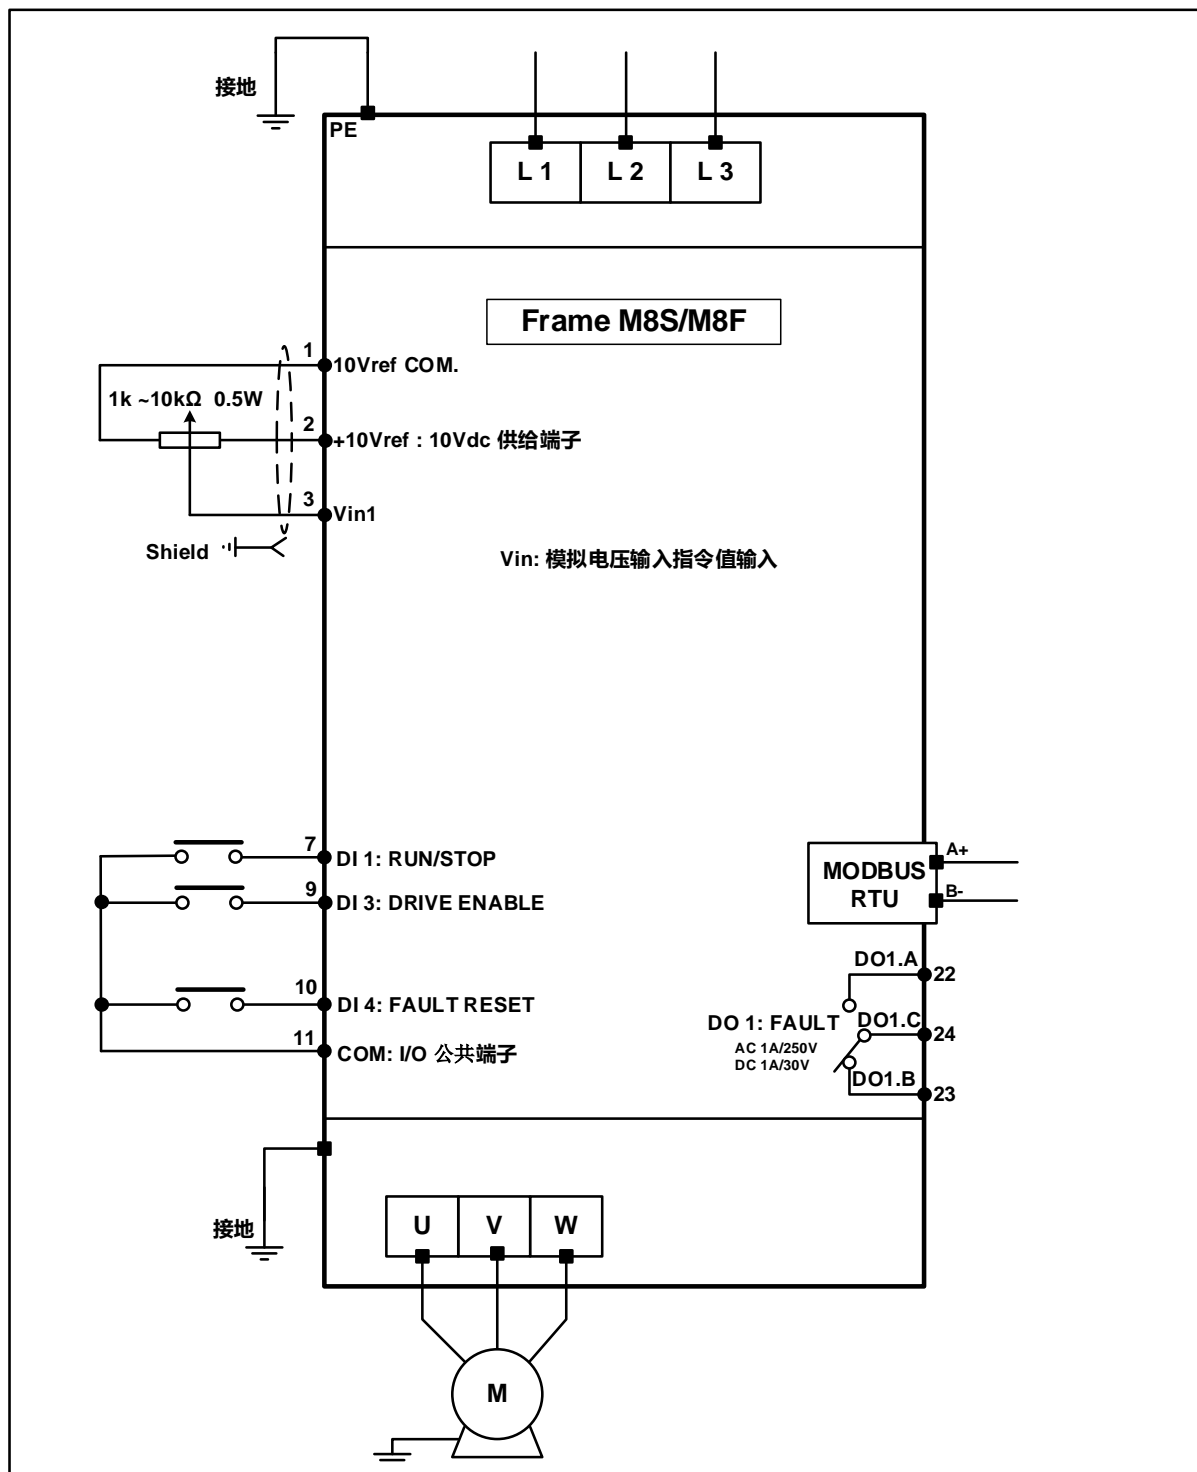 接地
PE
L 1
L 2
L 3
Frame M8S/M8F
1
10Vref COM.
1k ~10kΩ 0.5W
2
+10Vref : 10Vdc 供给端子
3
Vin1
Shield
Vin: 模拟电压输入指令值输入
7
DI 1: RUN/STOP
9
DI 3: DRIVE ENABLE
10
DI 4: FAULT RESET
11
COM: I/O 公共端子
MODBUS
RTU
A+
B-
DO1.A
22
DO 1: FAULT
DO1.C
24
AC 1A/250V
DC 1A/30V
DO1.B
23
接地
U
V
W
M